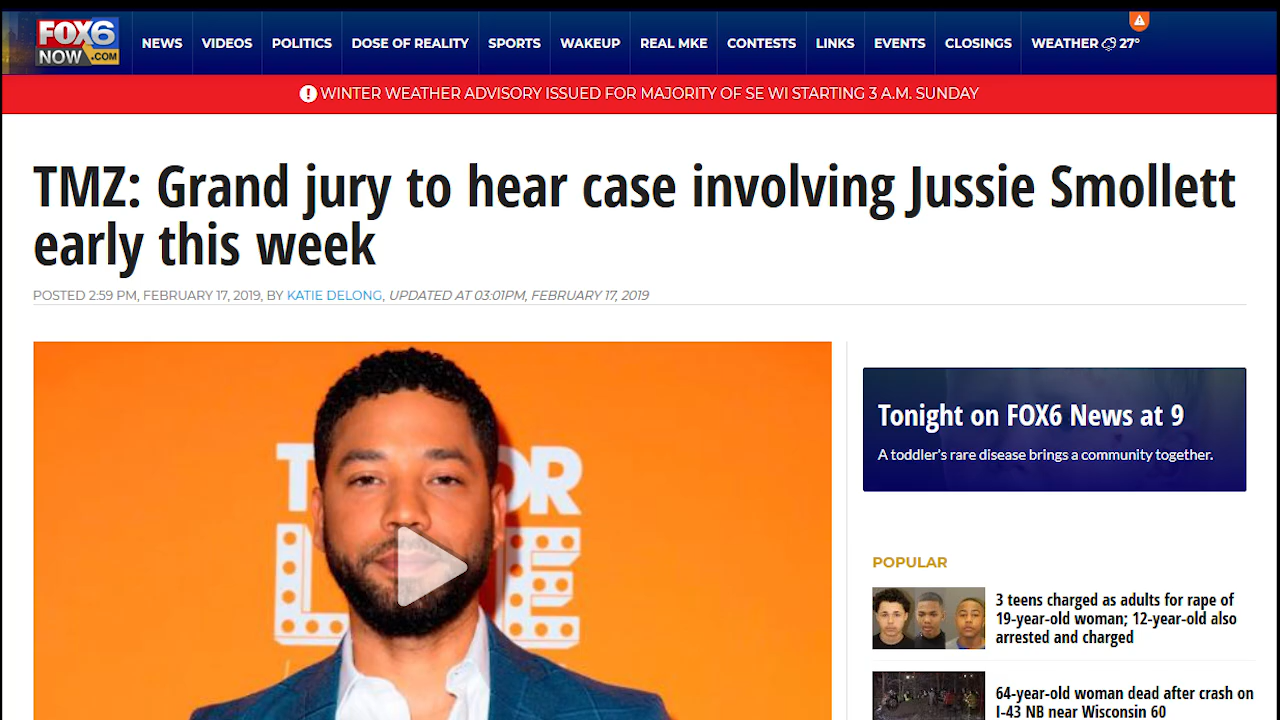 FOX6
NOW .COM
NEWS VIDEOS POLITICS DOSE OF REALITY SPORTS WAKEUP REAL MKE CONTESTS LINKS EVENTS CLOSINGS WEATHER 27°
WINTER WEATHER ADVISORY ISSUED FOR MAJORITY OF SE WI STARTING 3 A.M. SUNDAY
TMZ: Grand jury to hear case involving Jussie Smollett
early this week
POSTED 2:59 PM, FEBRUARY 17, 2019, BY KATIE DELONG, UPDATED AT 03:01PM, FEBRUARY 17, 2019
Tonight on FOX6 News at 9
A toddler's rare disease brings a community together.
POPULAR
3 teens charged as adults for rape of
19-year-old woman; 12-year-old also
arrested and charged
64-year-old woman dead after crash on
I-43 NB near Wisconsin 60